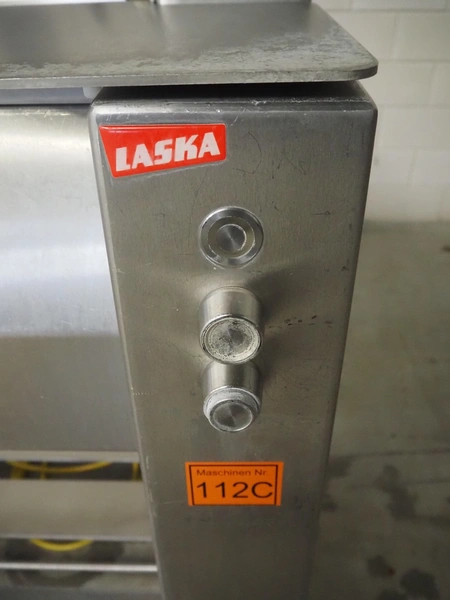 LASKA
Maschinen Nr.
112C